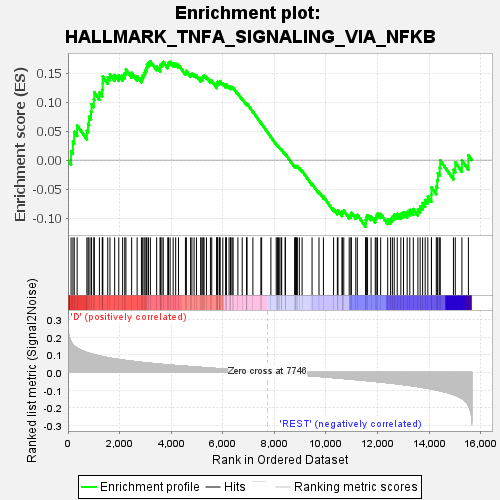 Enrichment plot:
HALLMARK_TNFA_SIGNALING_VIA_NFKB
Enrichment score (ES)
0.15
0.10
0.05
0.00
-0.05
-0.10
Ranked list metric (Signal2Noise)
0.3
0.2
0.1
0.0
-0.1
-0.2
-0.3
'D' (positively correlated)
Zero cross at 7746
'REST' (negatively correlated)
0
2,000
4,000
6,000
8,000
10,000
12,000
14,000
16,000
Rank in Ordered Dataset
Enrichment profile
Hits
Ranking metric scores